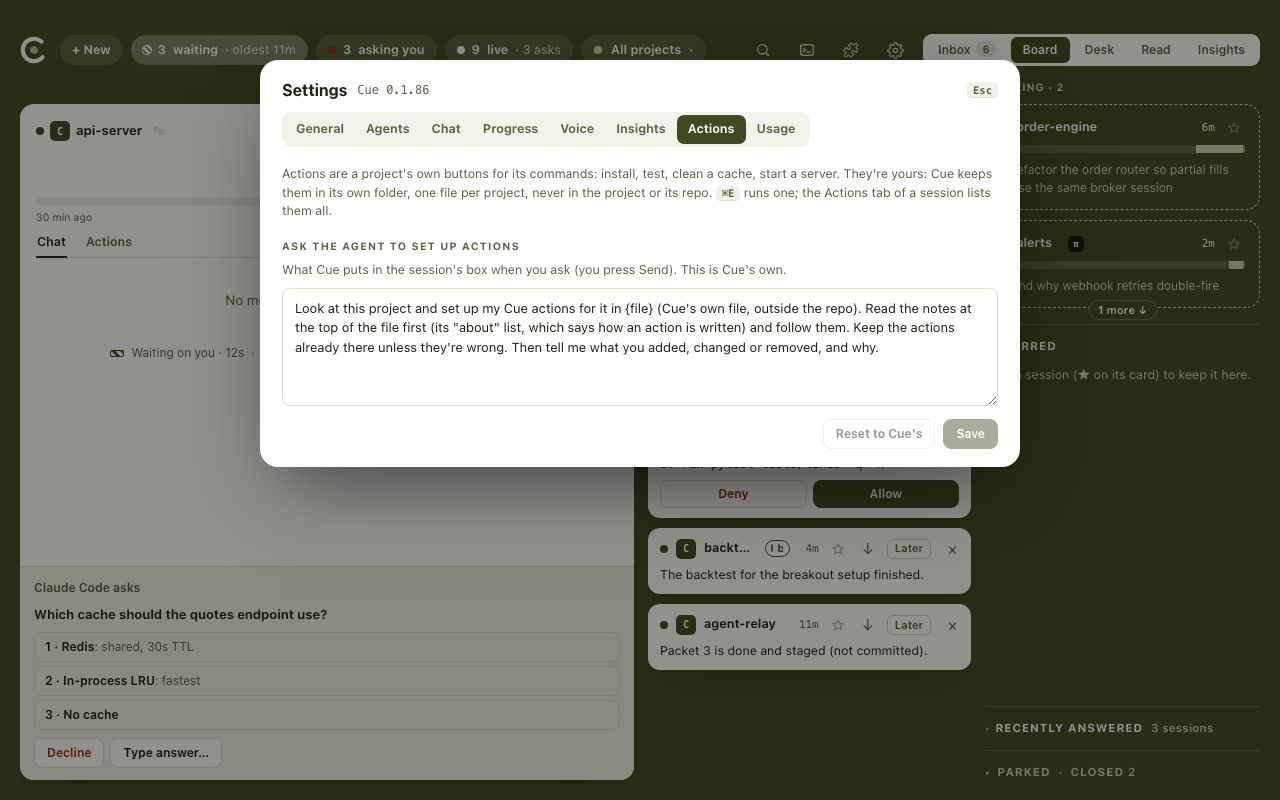 + New
3 waiting · oldest 11m
3 asking you
9 live · 3 asks
All projects
Inbox 6
Board
Desk
Read
Insights
Settings Cue 0.1.86
Esc
General
Agents
Chat
Progress
Voice
Insights
Actions
Usage
Actions are a project's own buttons for its commands: install, test, clean a cache, start a server. They're yours: Cue keeps
them in its own folder, one file per project, never in the project or its repo. ⌘E runs one; the Actions tab of a session lists
them all.
ASK THE AGENT TO SET UP ACTIONS
What Cue puts in the session's box when you ask (you press Send). This is Cue's own.
Look at this project and set up my Cue actions for it in {file} (Cue's own file, outside the repo). Read the notes at
the top of the file first (its "about" list, which says how an action is written) and follow them. Keep the actions
already there unless they're wrong. Then tell me what you added, changed or removed, and why.
Reset to Cue's
Save
C api-server
30 min ago
Chat
Actions
Waiting on you · 12s ·
Claude Code asks
Which cache should the quotes endpoint use?
1 · Redis: shared, 30s TTL
2 · In-process LRU: fastest
3 · No cache
Decline
Type answer...
Deny
Allow
C backt... 4m
Later
The backtest for the breakout setup finished.
C agent-relay 11m
Later
Packet 3 is done and staged (not committed).
· 2
order-engine 6m
efactor the order router so partial fills
the same broker session
alerts π 2m
why webhook retries double-fire
1 more ↓
session (★ on its card) to keep it here.
RECENTLY ANSWERED 3 sessions
PARKED · CLOSED 2